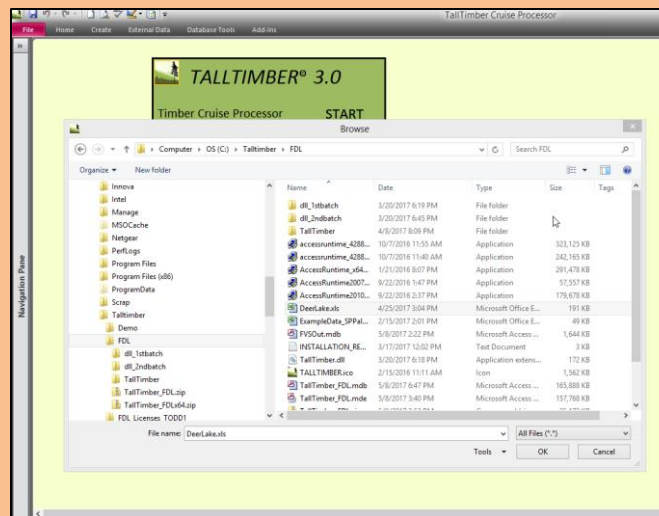 TallTimber Cruise Processor
File Home Create External Data Database Tools Add-Ins
»
TALLTIMBER® 3.0
Timber Cruise Processor START
Browse
Computer ▸ OS (C:) ▸ Talltimber ▸ FDL
Search FDL
Organize New folder
Name Date Type Size Tags
Innova
Intel
Manage
MSOCache
Netgear
PerfLogs
Program Files
Program Files (x86)
ProgramData
Scrap
Talltimber
Demo
FDL
dll_1stbatch
dll_2ndbatch
TallTimber
TallTimber_FDL.zip
TallTimber_FDLx64.zip
FDL_Licenses_TODD1
dll_1stbatch 3/20/2017 6:19 PM File folder
dll_2ndbatch 3/20/2017 6:45 PM File folder
TallTimber 4/8/2017 8:09 PM File folder
accessruntime_4288... 10/7/2016 11:55 AM Application 323,125 KB
accessruntime_4288... 10/7/2016 11:40 AM Application 242,165 KB
AccessRuntime_x64... 1/21/2016 8:07 PM Application 291,478 KB
AccessRuntime2007... 9/22/2016 1:47 PM Application 57,557 KB
AccessRuntime2010... 9/22/2016 2:37 PM Application 179,678 KB
DeerLake.xls 4/25/2017 3:04 PM Microsoft Office E... 191 KB
ExampleData_SPPal... 2/15/2017 2:01 PM Microsoft Office E... 49 KB
FVSOut.mdb 5/8/2017 2:22 PM Microsoft Access ... 1,644 KB
INSTALLATION_RE... 3/17/2017 12:02 PM Text Document 3 KB
TallTimber.dll 3/20/2017 6:18 PM Application extens... 172 KB
TALLTIMBER.ico 2/15/2016 11:11 AM Icon 1,562 KB
TallTimber_FDL.mdb 5/8/2017 6:47 PM Microsoft Access ... 165,888 KB
TallTimber_FDL.mde 5/8/2017 3:40 PM Microsoft Access ... 157,768 KB
File name: DeerLake.xls All Files (*.*)
Tools OK Cancel
Navigation Pane